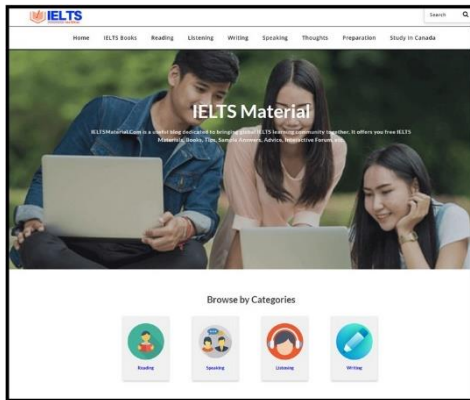 IELTS
Search
Home IELTS Books Reading Listening Writing Speaking Thoughts Preparation Study In Canada
IELTS Material
IELTSMaterial.Com is a useful blog dedicated to bringing global IELTS learning community together. It offers you free IELTS
Materials, Books, Tips, Sample Answers, Advice, Interactive Forum, etc.
Browse by Categories
Reading Speaking Listening Writing